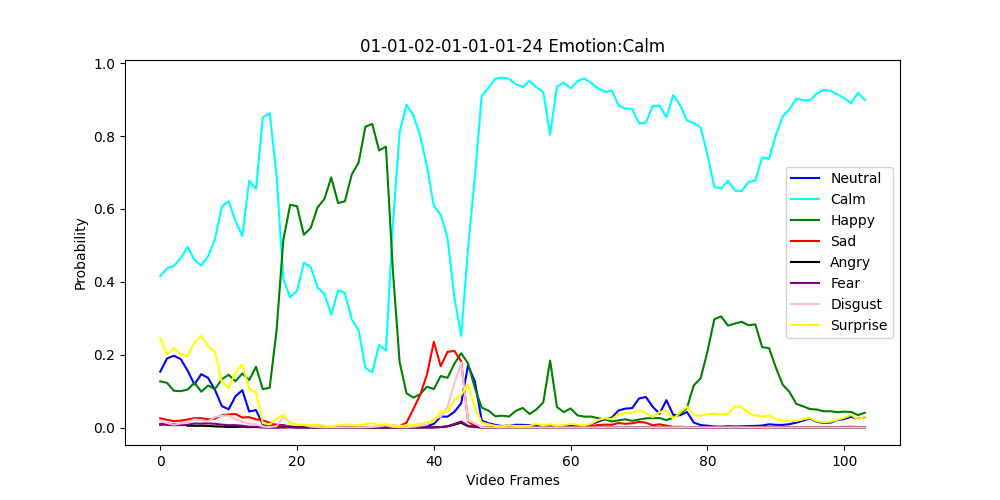 01-01-02-01-01-01-24 Emotion:Calm
1.0
0.8
0.6
0.4
0.2
0.0
Probability
0 20 40 60 80 100
Video Frames
Neutral
Calm
Happy
Sad
Angry
Fear
Disgust
Surprise